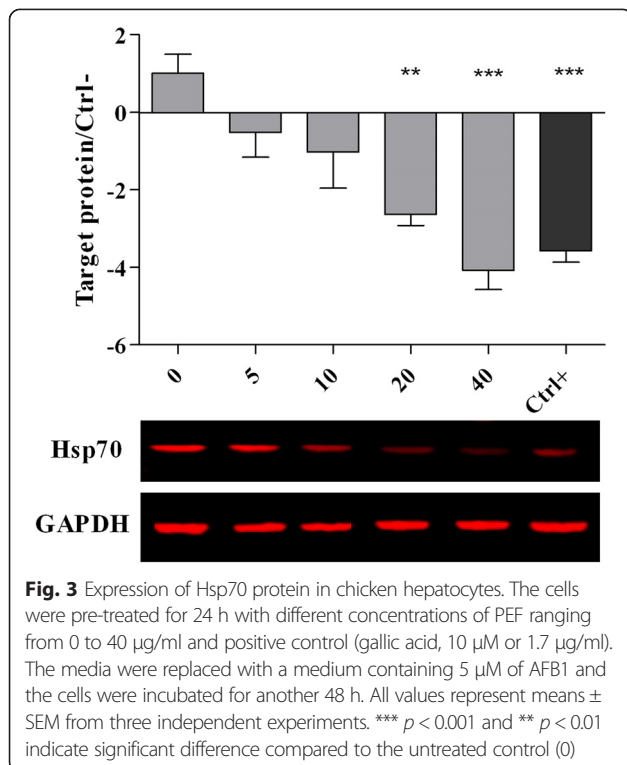 2
** *** ***
0
-2
-4
-6
Target protein/Ctrl-
0 5 10 20 40 Ctrl+
Hsp70
GAPDH
Fig. 3 Expression of Hsp70 protein in chicken hepatocytes. The cells
were pre-treated for 24 h with different concentrations of PEF ranging
from 0 to 40 μg/ml and positive control (gallic acid, 10 μM or 1.7 μg/ml).
The media were replaced with a medium containing 5 μM of AFB1 and
the cells were incubated for another 48 h. All values represent means ±
SEM from three independent experiments. *** p < 0.001 and ** p < 0.01
indicate significant difference compared to the untreated control (0)